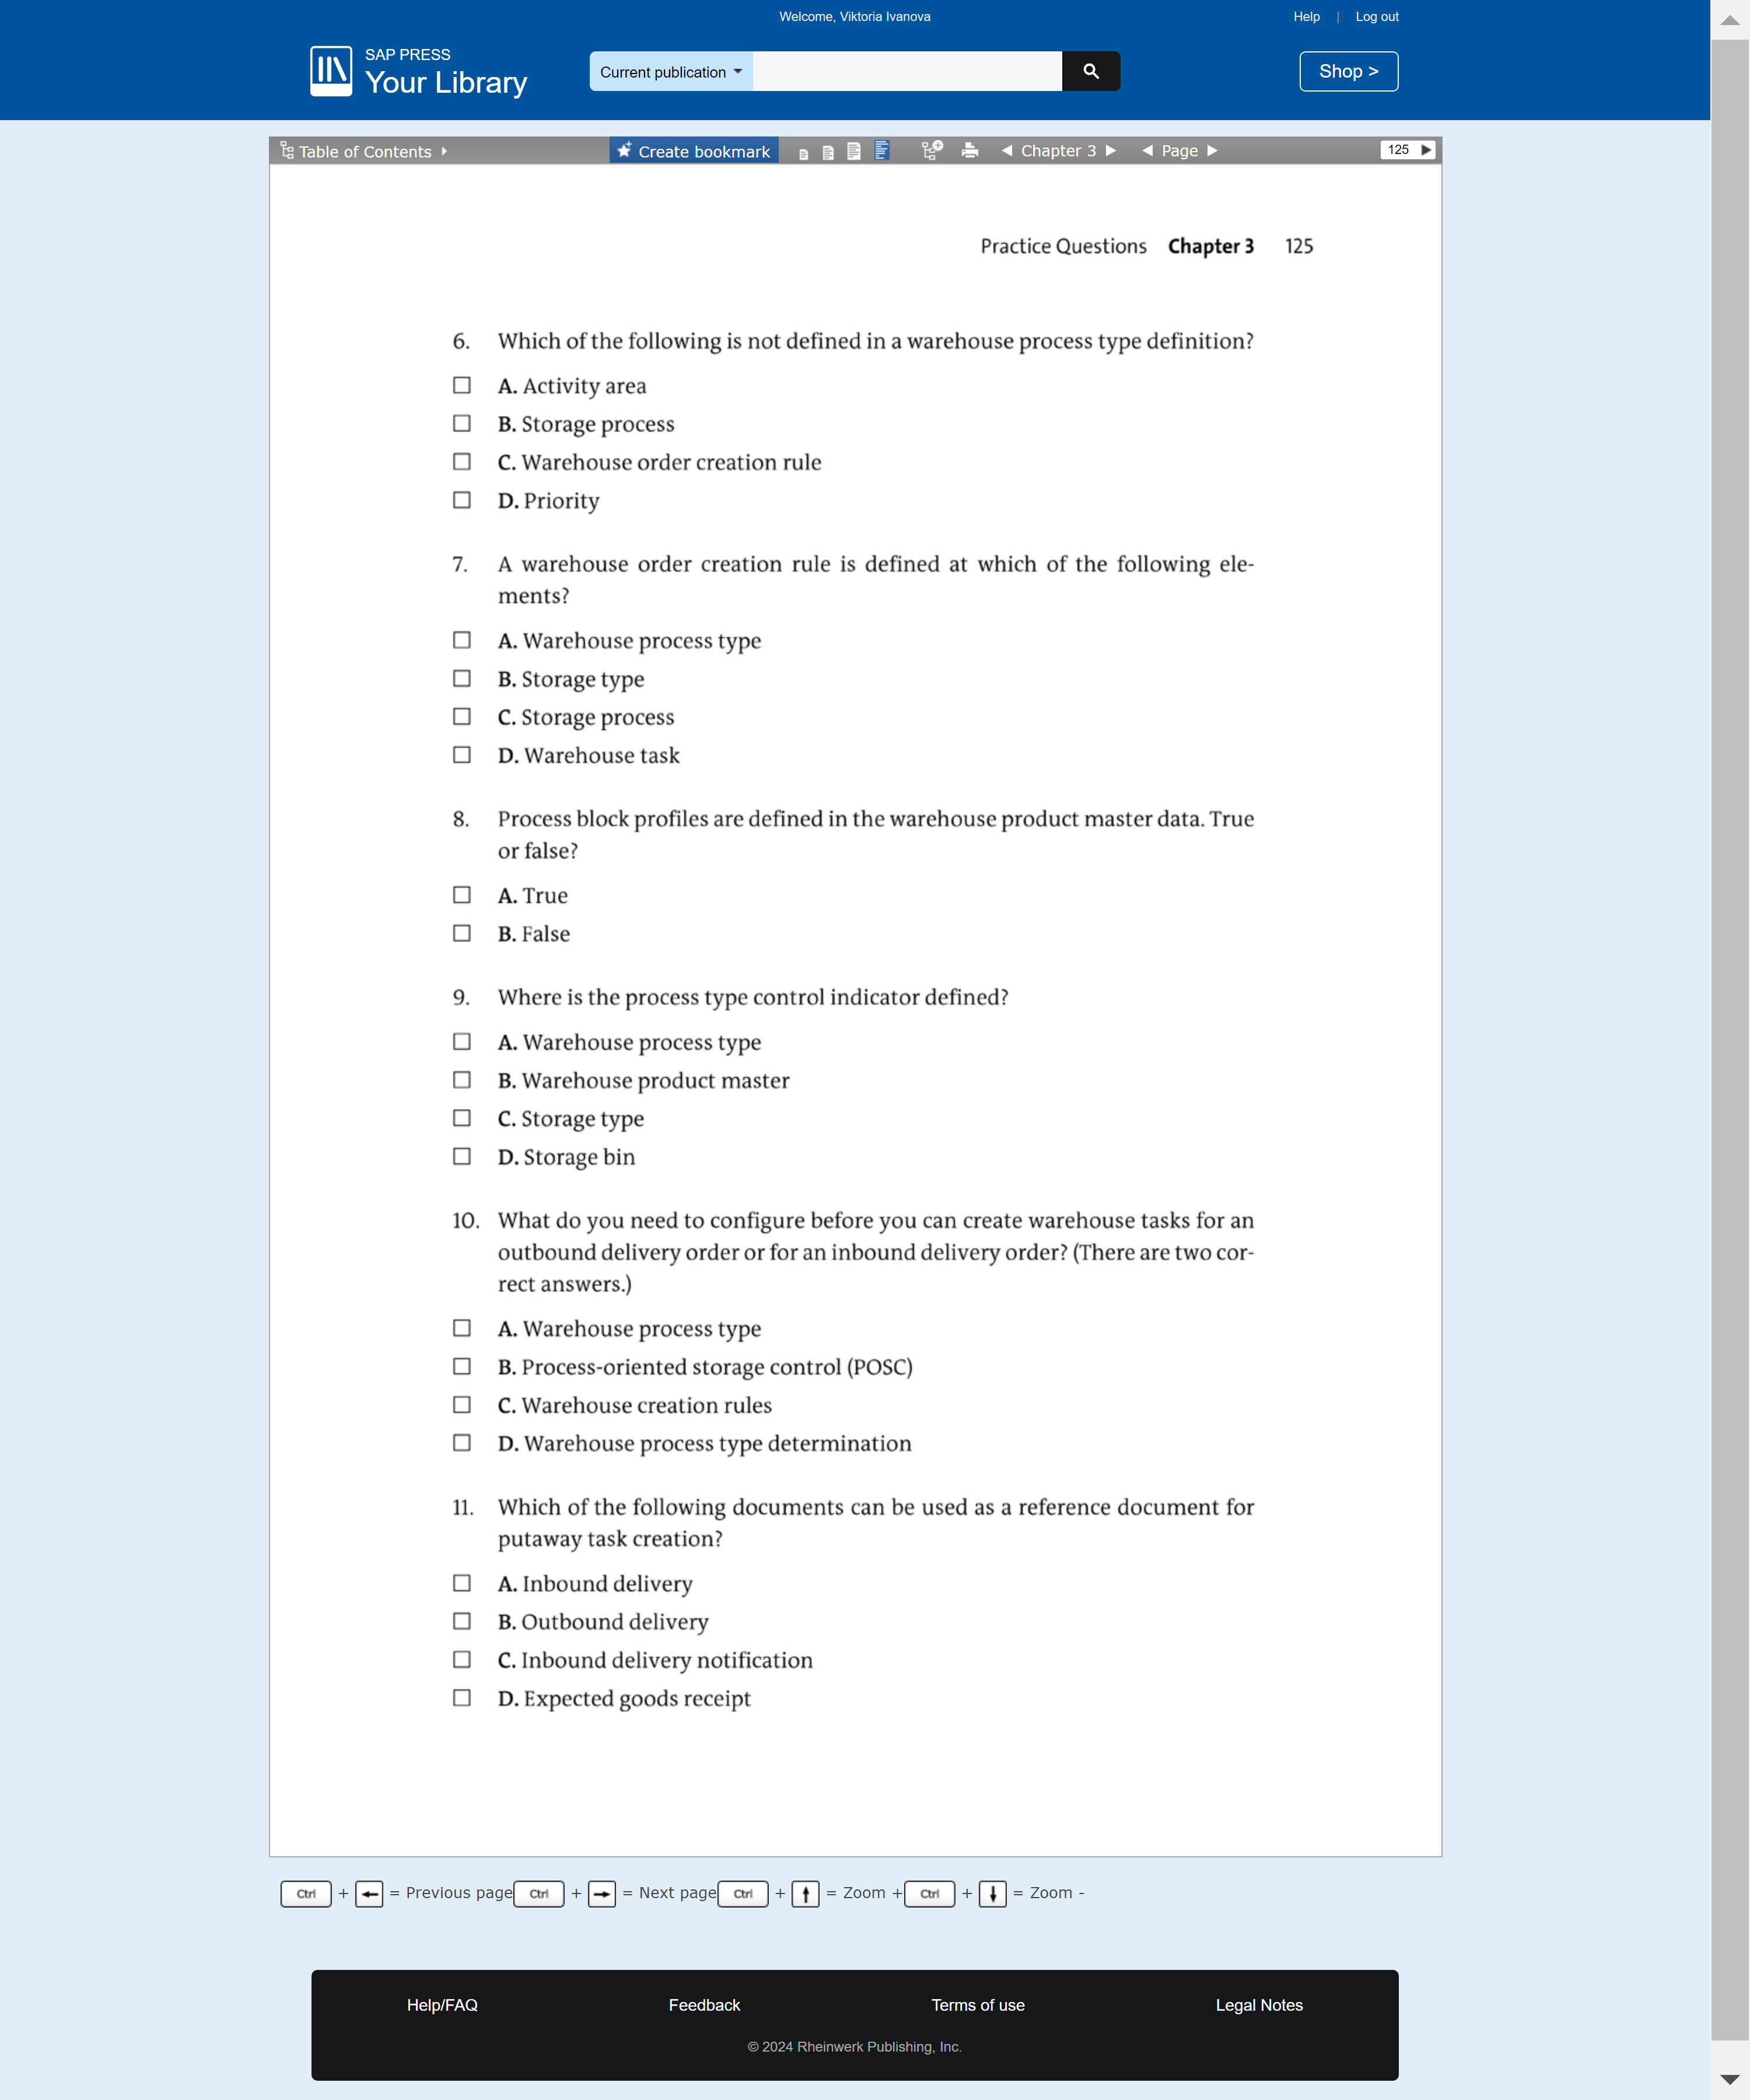 Welcome, Viktoria Ivanova
Help | Log out
SAP PRESS
Your Library
Current publication
Shop >
Table of Contents
Create bookmark
Chapter 3
Page
125
Practice Questions Chapter 3 125
6. Which of the following is not defined in a warehouse process type definition?
A. Activity area
B. Storage process
C. Warehouse order creation rule
D. Priority
7. A warehouse order creation rule is defined at which of the following ele-
ments?
A. Warehouse process type
B. Storage type
C. Storage process
D. Warehouse task
8. Process block profiles are defined in the warehouse product master data. True
or false?
A. True
B. False
9. Where is the process type control indicator defined?
A. Warehouse process type
B. Warehouse product master
C. Storage type
D. Storage bin
10. What do you need to configure before you can create warehouse tasks for an
outbound delivery order or for an inbound delivery order? (There are two cor-
rect answers.)
A. Warehouse process type
B. Process-oriented storage control (POSC)
C. Warehouse creation rules
D. Warehouse process type determination
11. Which of the following documents can be used as a reference document for
putaway task creation?
A. Inbound delivery
B. Outbound delivery
C. Inbound delivery notification
D. Expected goods receipt
Ctrl + ← = Previous page Ctrl + → = Next page Ctrl + ↑ = Zoom + Ctrl + ↓ = Zoom -
Help/FAQ Feedback Terms of use Legal Notes
© 2024 Rheinwerk Publishing, Inc.